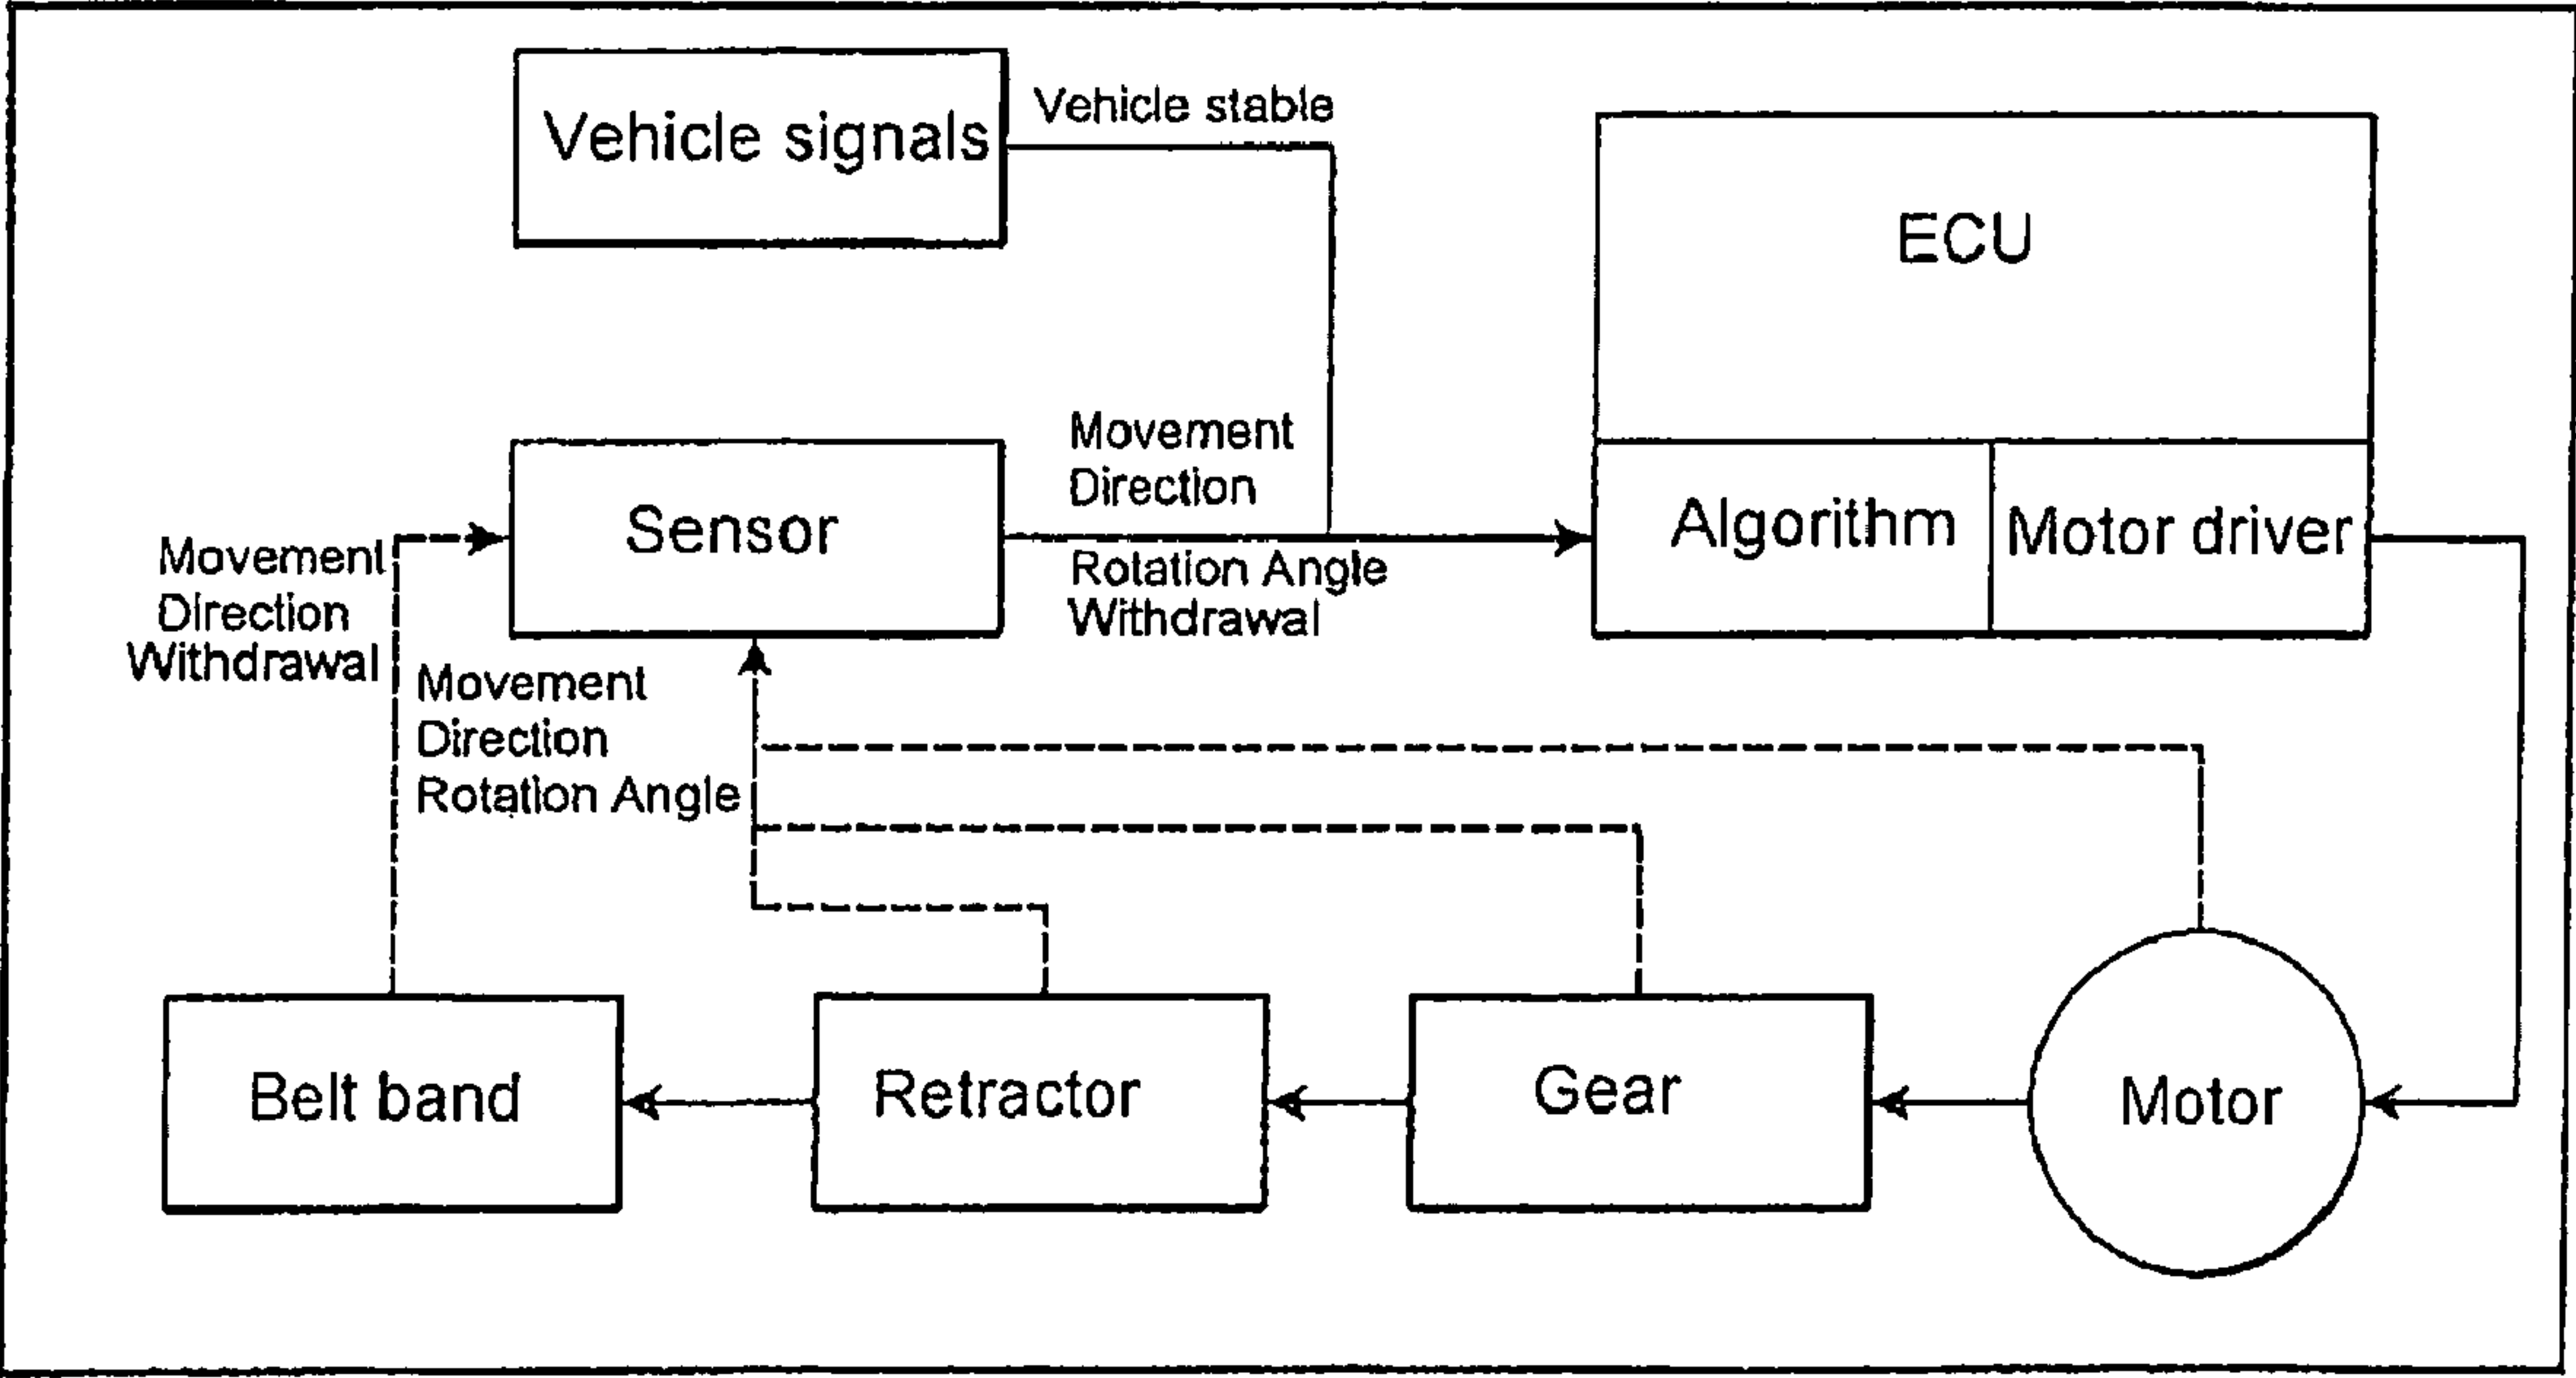 Vehicle signals
Vehicle stable
ECU
Movement
Direction
Sensor
Rotation Angle
Withdrawal
Algorithm
Motor driver
Movement
Direction
Withdrawal
Movement
Direction
Rotation Angle
Belt band
Retractor
Gear
Motor